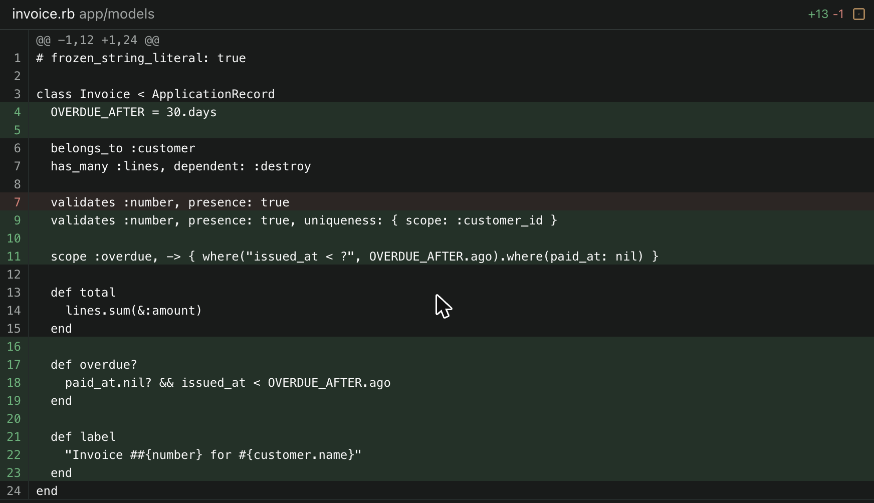 invoice.rb app/models +13 -1
@@ -1,12 +1,24 @@
1 # frozen_string_literal: true
2
3 class Invoice < ApplicationRecord
4   OVERDUE_AFTER = 30.days
5
6   belongs_to :customer
7   has_many :lines, dependent: :destroy
8
7   validates :number, presence: true
9   validates :number, presence: true, uniqueness: { scope: :customer_id }
10
11   scope :overdue, -> { where("issued_at < ?", OVERDUE_AFTER.ago).where(paid_at: nil) }
12
13   def total
14     lines.sum(&:amount)
15   end
16
17   def overdue?
18     paid_at.nil? && issued_at < OVERDUE_AFTER.ago
19   end
20
21   def label
22     "Invoice ##{number} for #{customer.name}"
23   end
24 end